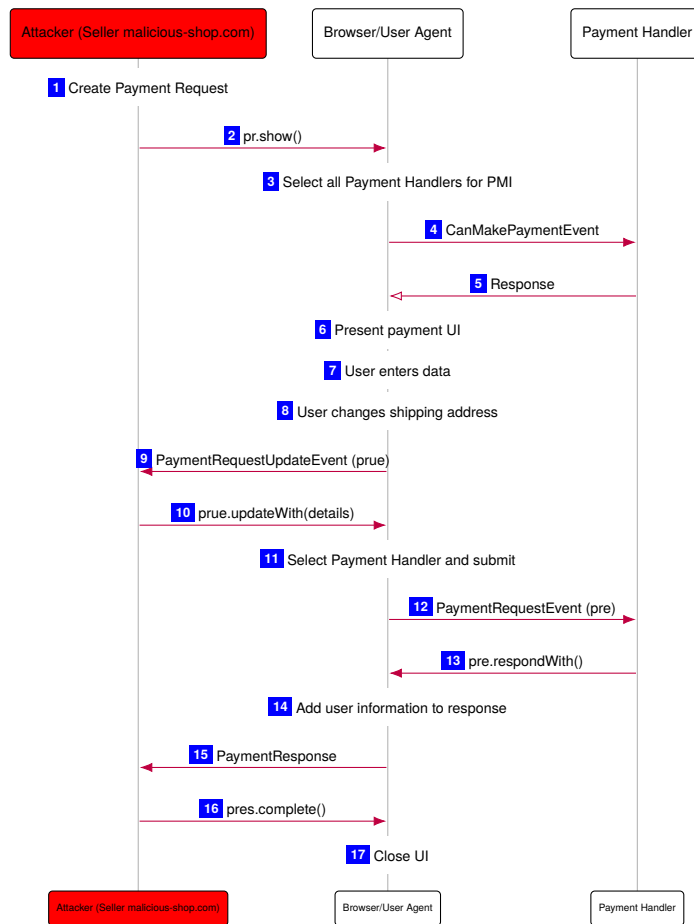 Attacker (Seller malicious-shop.com) Browser/User Agent Payment Handler
1 Create Payment Request
2 pr.show()
3 Select all Payment Handlers for PMI
4 CanMakePaymentEvent
5 Response
6 Present payment UI
7 User enters data
8 User changes shipping address
9 PaymentRequestUpdateEvent (prue)
10 prue.updateWith(details)
11 Select Payment Handler and submit
12 PaymentRequestEvent (pre)
13 pre.respondWith()
14 Add user information to response
15 PaymentResponse
16 pres.complete()
17 Close UI
Attacker (Seller malicious-shop.com) Browser/User Agent Payment Handler